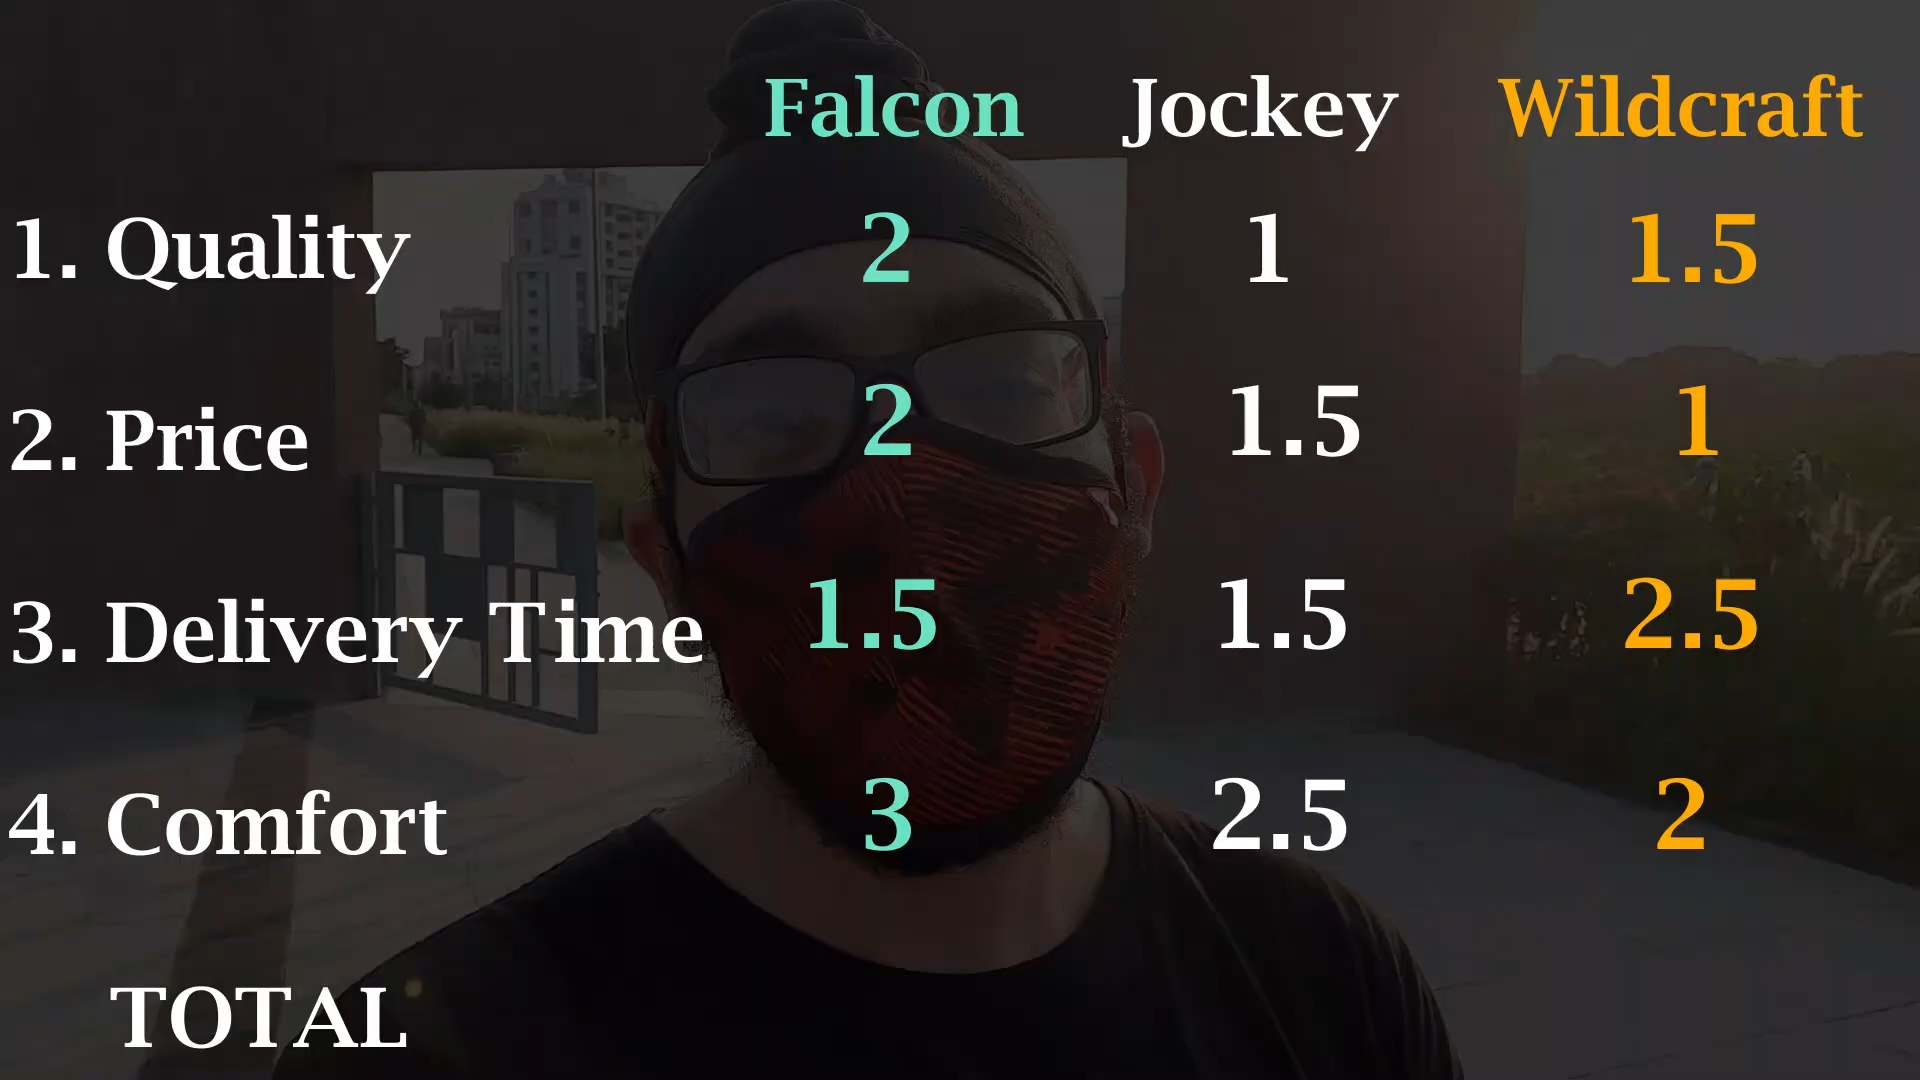 Falcon Jockey Wildcraft
1. Quality 2 1 1.5
2. Price 2 1.5 1
3. Delivery Time 1.5 1.5 2.5
4. Comfort 3 2.5 2
TOTAL